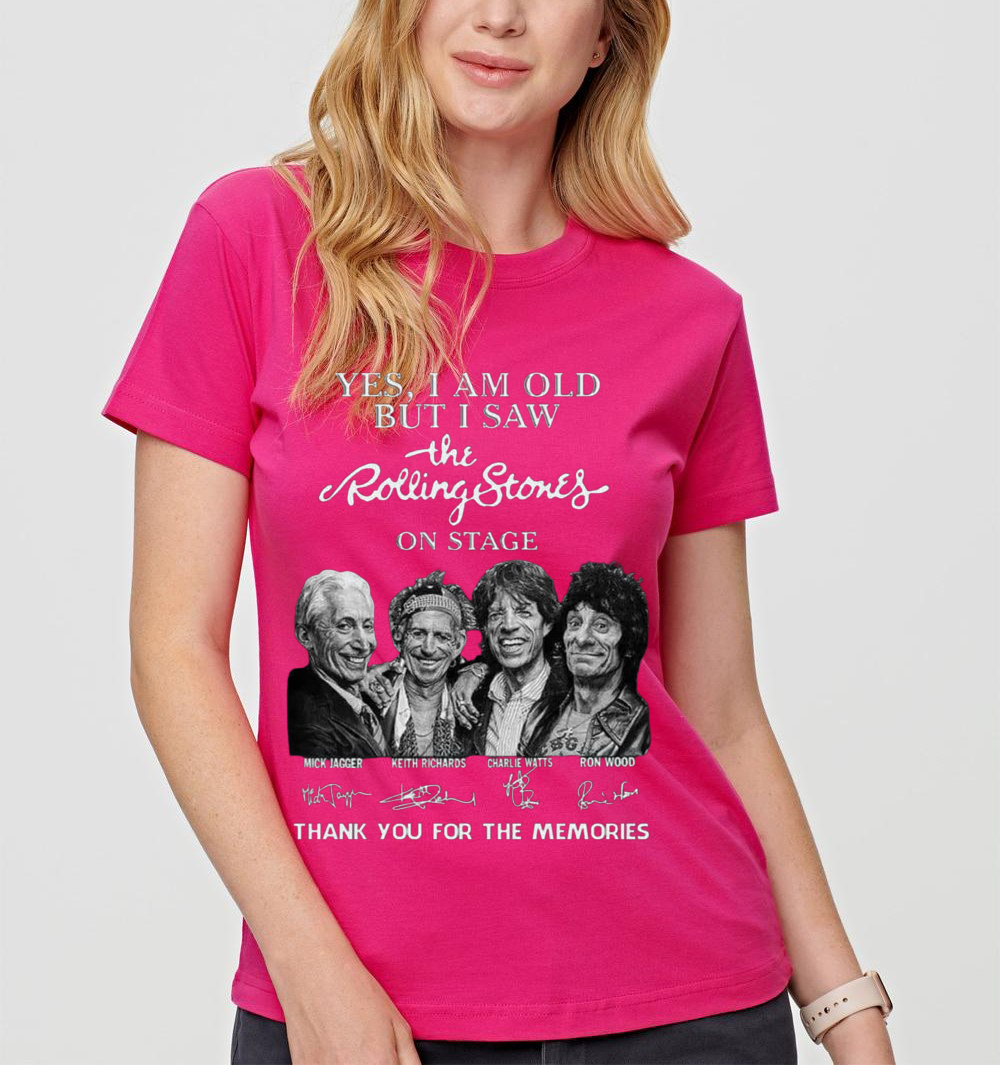 YES, I AM OLD
BUT I SAW
the
Rolling Stones
ON STAGE
MICK JAGGER KEITH RICHARDS CHARLIE WATTS RON WOOD
THANK YOU FOR THE MEMORIES